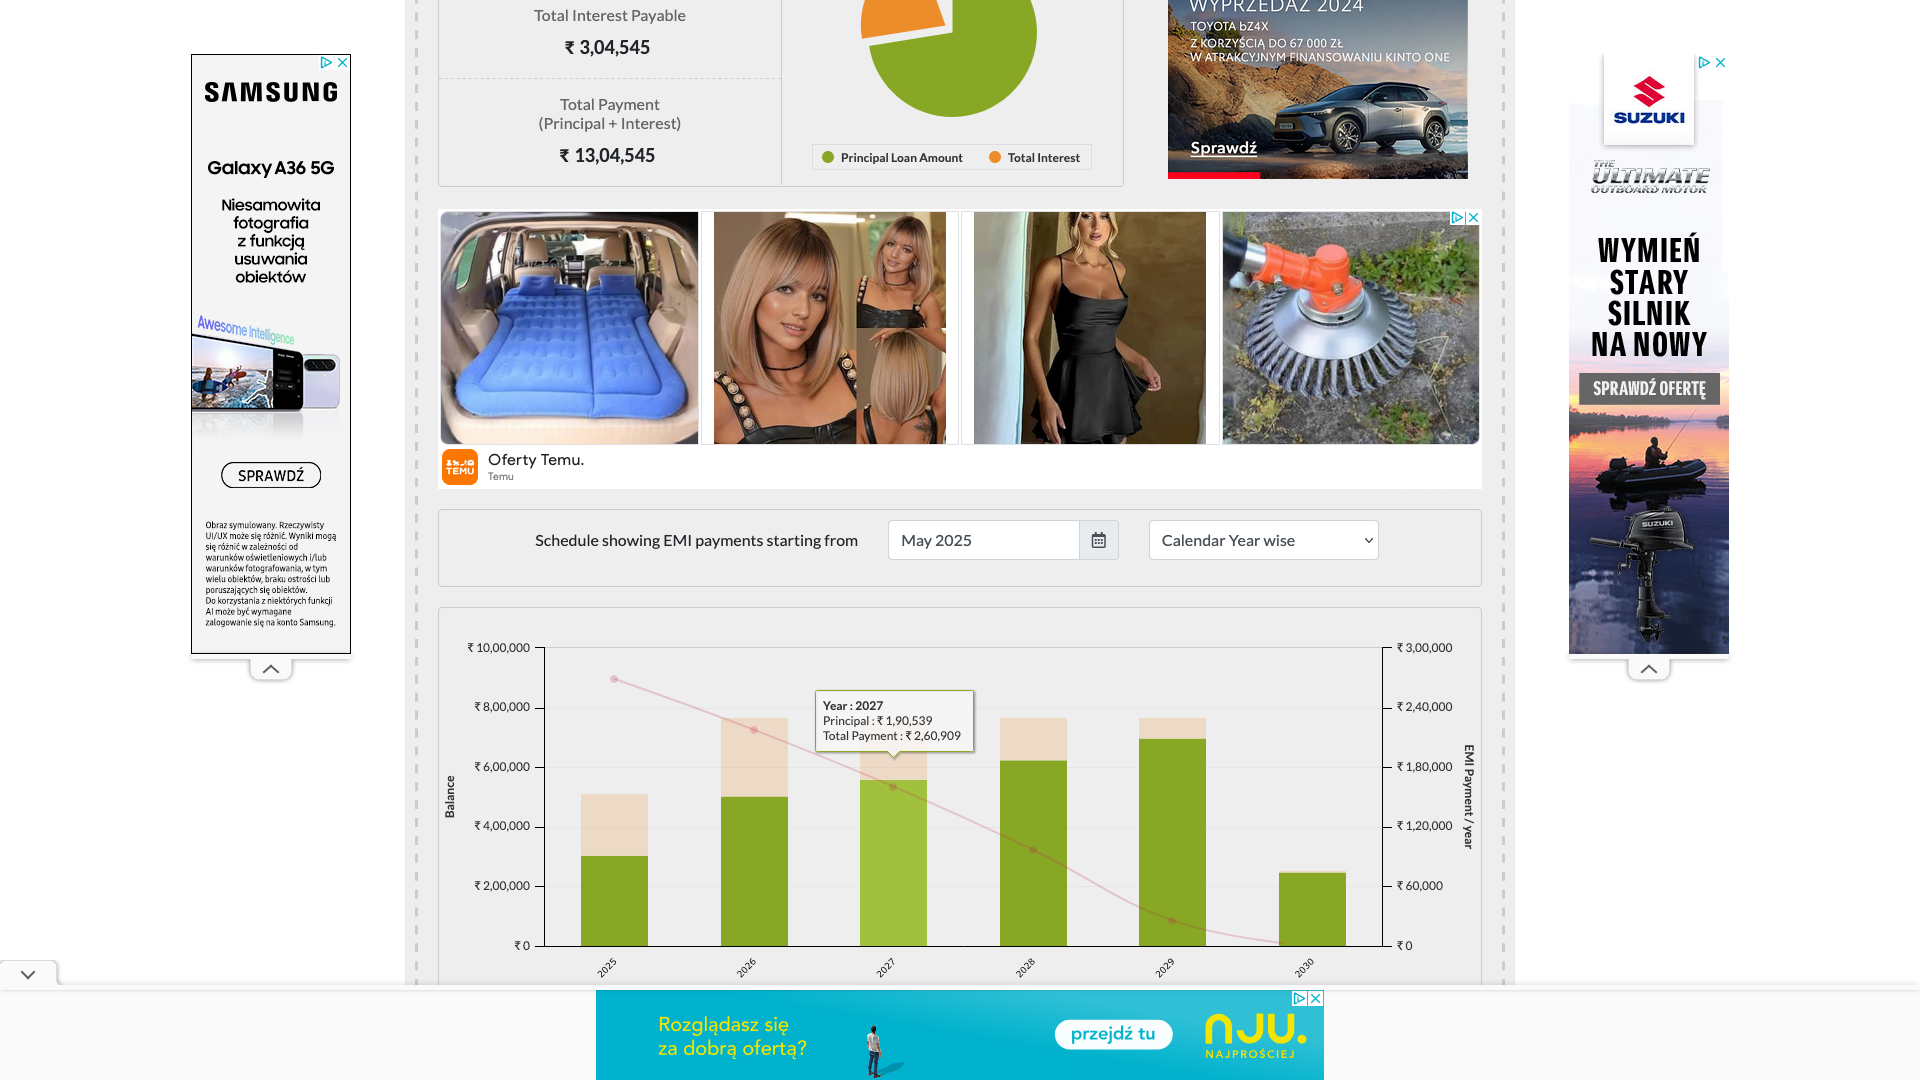 Total Interest Payable
₹ 3,04,545
Total Payment
(Principal + Interest)
₹ 13,04,545
Principal Loan Amount
Total Interest
WYPRZEDAŻ 2024
TOYOTA bZ4X
Z KORZYŚCIĄ DO 67 000 ZŁ
W ATRAKCYJNYM FINANSOWANIU KINTO ONE
Sprawdź
SAMSUNG
Galaxy A36 5G
Niesamowita
fotografia
z funkcją
usuwania
obiektów
Awesome Intelligence
SPRAWDŹ
Obraz symulowany. Rzeczywisty
UI/UX może się różnić. Wyniki mogą
się różnić w zależności od
warunków oświetleniowych i/lub
warunków fotografowania, w tym
wielu obiektów, braku ostrości lub
poruszających się obiektów.
Do korzystania z niektórych funkcji
AI może być wymagane
zalogowanie się na konto Samsung.
SUZUKI
THE
ULTIMATE
OUTBOARD MOTOR
WYMIEŃ
STARY
SILNIK
NA NOWY
SPRAWDŹ OFERTĘ
SUZUKI
TEMU
Oferty Temu.
Temu
Schedule showing EMI payments starting from
May 2025
Calendar Year wise
₹ 10,00,000
₹ 8,00,000
₹ 6,00,000
₹ 4,00,000
₹ 2,00,000
₹ 0
Balance
Year : 2027
Principal : ₹ 1,90,539
Total Payment : ₹ 2,60,909
₹ 3,00,000
₹ 2,40,000
₹ 1,80,000
₹ 1,20,000
₹ 60,000
₹ 0
EMI Payment / year
2025
2026
2027
2028
2029
2030
Rozglądasz się
za dobrą ofertą?
przejdź tu
nju.
NAJPROŚCIEJ